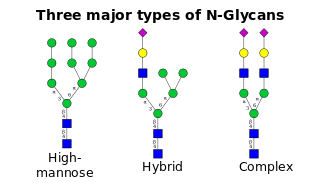 Three major types of N-Glycans
High-
mannose
Hybrid
Complex